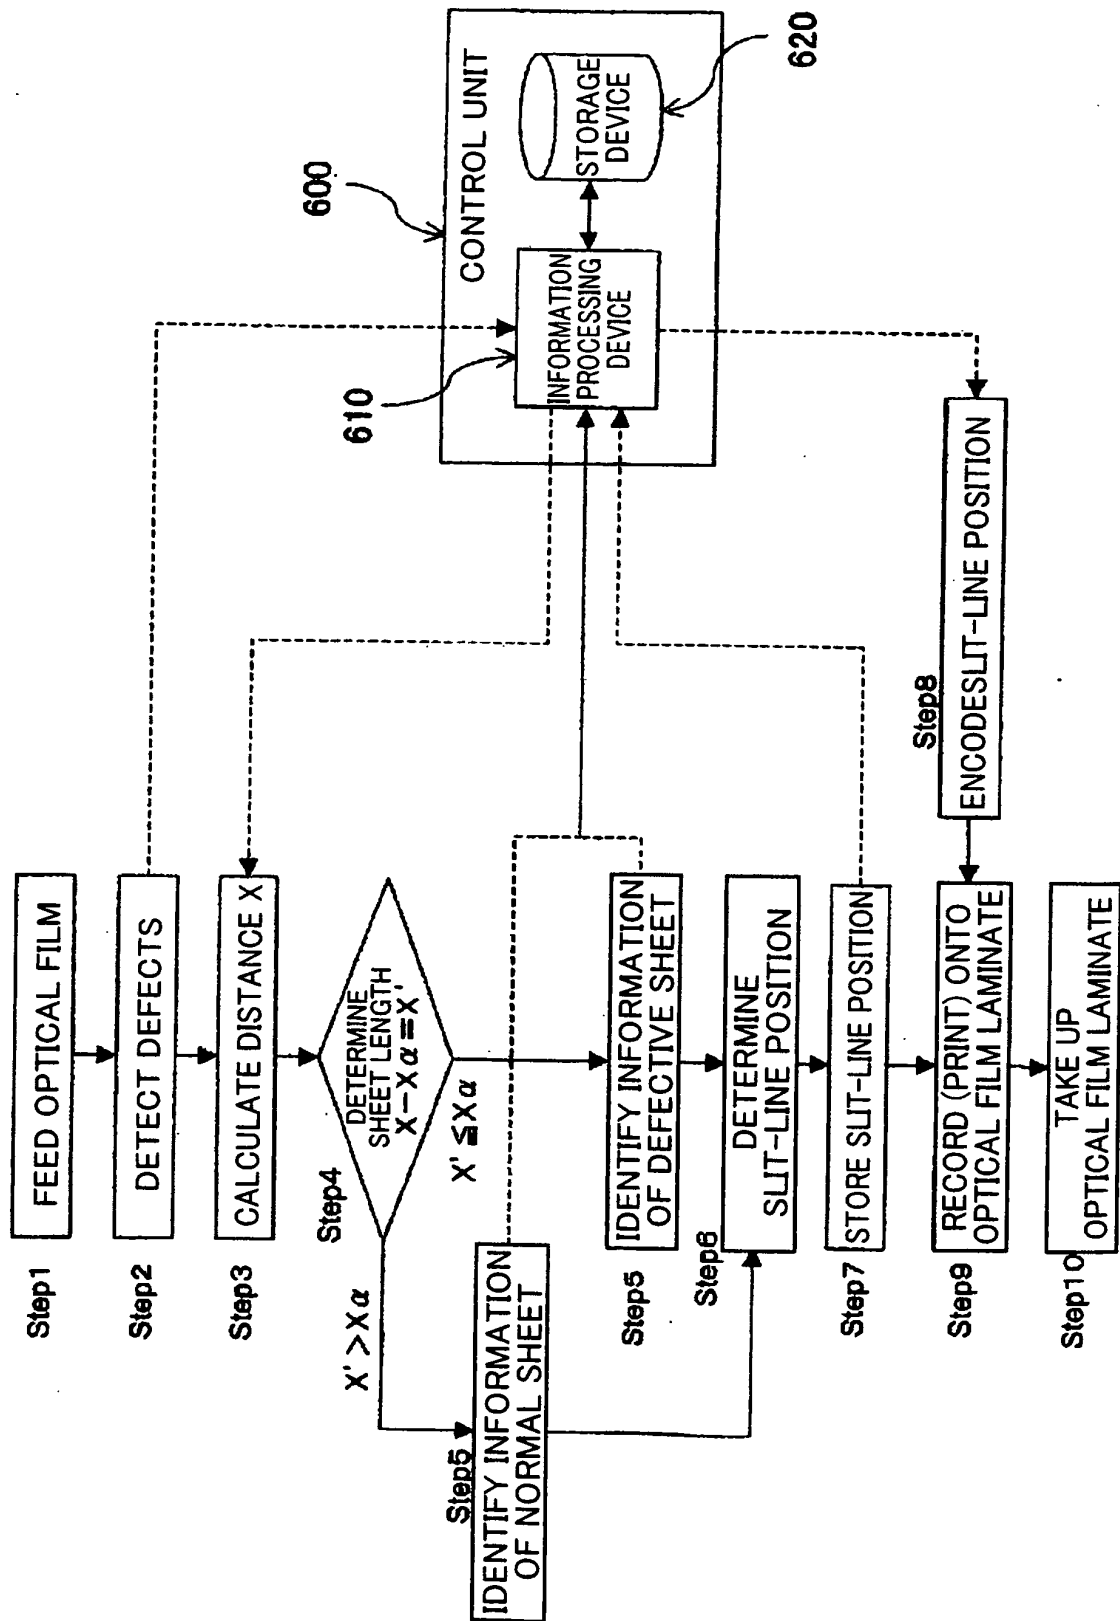 Step1
FEED OPTICAL FILM
Step2
DETECT DEFECTS
Step3
CALCULATE DISTANCE X
Step4
DETERMINE
SHEET LENGTH
X－Xα＝X'
X'＞Xα
X'≦Xα
Step5
IDENTIFY INFORMATION
OF NORMAL SHEET
Step5
IDENTIFY INFORMATION
OF DEFECTIVE SHEET
Step6
DETERMINE
SLIT-LINE POSITION
Step7
STORE SLIT-LINE POSITION
Step8
ENCODESLIT-LINE POSITION
Step9
RECORD (PRINT) ONTO
OPTICAL FILM LAMINATE
Step10
TAKE UP
OPTICAL FILM LAMINATE
600
CONTROL UNIT
610
INFORMATION
PROCESSING
DEVICE
STORAGE
DEVICE
620